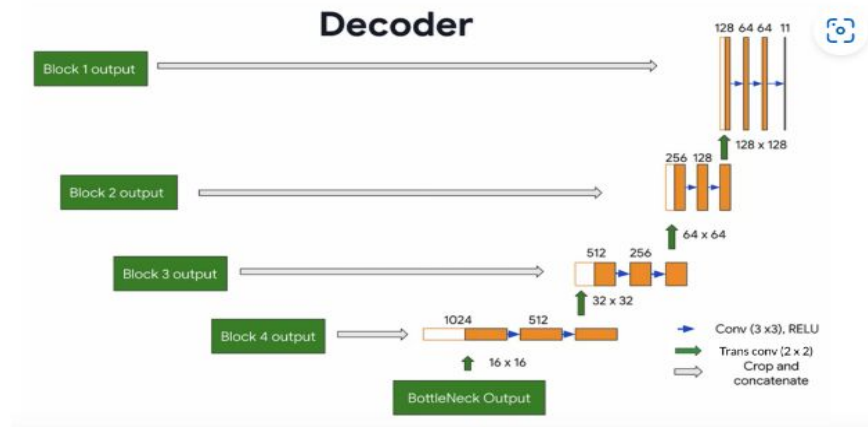 Decoder
128 64 64 11
Block 1 output
128 x 128
256 128
Block 2 output
64 x 64
512 256
Block 3 output
32 x 32
1024 512
Block 4 output
16 x 16
BottleNeck Output
Conv (3 x3), RELU
Trans conv (2 x 2)
Crop and
concatenate